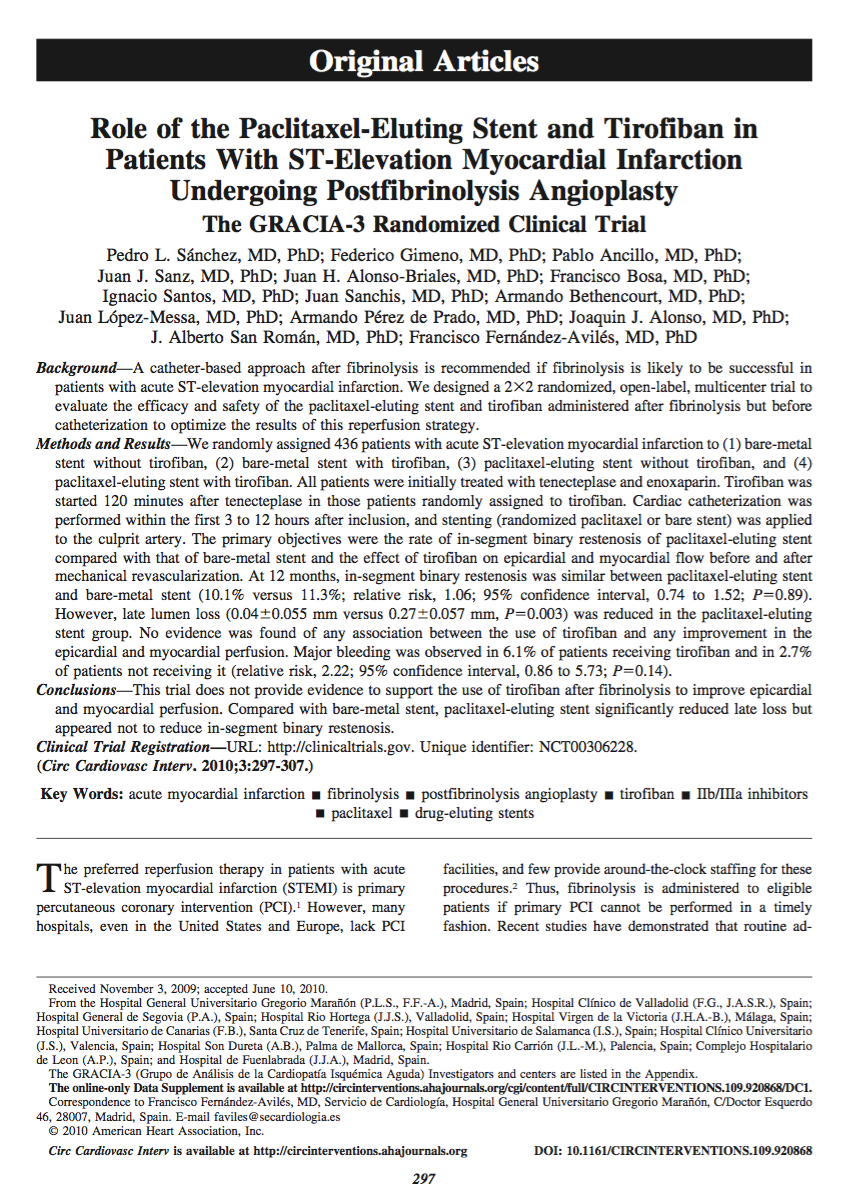 Original Articles
Role of the Paclitaxel-Eluting Stent and Tirofiban in
Patients With ST-Elevation Myocardial Infarction
Undergoing Postfibrinolysis Angioplasty
The GRACIA-3 Randomized Clinical Trial
Pedro L. Sánchez, MD, PhD; Federico Gimeno, MD, PhD; Pablo Ancillo, MD, PhD;
Juan J. Sanz, MD, PhD; Juan H. Alonso-Briales, MD, PhD; Francisco Bosa, MD, PhD;
Ignacio Santos, MD, PhD; Juan Sanchis, MD, PhD; Armando Bethencourt, MD, PhD;
Juan López-Messa, MD, PhD; Armando Pérez de Prado, MD, PhD; Joaquin J. Alonso, MD, PhD;
J. Alberto San Román, MD, PhD; Francisco Fernández-Avilés, MD, PhD
Background—A catheter-based approach after fibrinolysis is recommended if fibrinolysis is likely to be successful in
patients with acute ST-elevation myocardial infarction. We designed a 2×2 randomized, open-label, multicenter trial to
evaluate the efficacy and safety of the paclitaxel-eluting stent and tirofiban administered after fibrinolysis but before
catheterization to optimize the results of this reperfusion strategy.
Methods and Results—We randomly assigned 436 patients with acute ST-elevation myocardial infarction to (1) bare-metal
stent without tirofiban, (2) bare-metal stent with tirofiban, (3) paclitaxel-eluting stent without tirofiban, and (4)
paclitaxel-eluting stent with tirofiban. All patients were initially treated with tenecteplase and enoxaparin. Tirofiban was
started 120 minutes after tenecteplase in those patients randomly assigned to tirofiban. Cardiac catheterization was
performed within the first 3 to 12 hours after inclusion, and stenting (randomized paclitaxel or bare stent) was applied
to the culprit artery. The primary objectives were the rate of in-segment binary restenosis of paclitaxel-eluting stent
compared with that of bare-metal stent and the effect of tirofiban on epicardial and myocardial flow before and after
mechanical revascularization. At 12 months, in-segment binary restenosis was similar between paclitaxel-eluting stent
and bare-metal stent (10.1% versus 11.3%; relative risk, 1.06; 95% confidence interval, 0.74 to 1.52; P=0.89).
However, late lumen loss (0.04±0.055 mm versus 0.27±0.057 mm, P=0.003) was reduced in the paclitaxel-eluting
stent group. No evidence was found of any association between the use of tirofiban and any improvement in the
epicardial and myocardial perfusion. Major bleeding was observed in 6.1% of patients receiving tirofiban and in 2.7%
of patients not receiving it (relative risk, 2.22; 95% confidence interval, 0.86 to 5.73; P=0.14).
Conclusions—This trial does not provide evidence to support the use of tirofiban after fibrinolysis to improve epicardial
and myocardial perfusion. Compared with bare-metal stent, paclitaxel-eluting stent significantly reduced late loss but
appeared not to reduce in-segment binary restenosis.
Clinical Trial Registration—URL: http://clinicaltrials.gov. Unique identifier: NCT00306228.
(Circ Cardiovasc Interv. 2010;3:297-307.)
Key Words: acute myocardial infarction ■ fibrinolysis ■ postfibrinolysis angioplasty ■ tirofiban ■ IIb/IIIa inhibitors
■ paclitaxel ■ drug-eluting stents
The preferred reperfusion therapy in patients with acute
ST-elevation myocardial infarction (STEMI) is primary
percutaneous coronary intervention (PCI).1 However, many
hospitals, even in the United States and Europe, lack PCI
facilities, and few provide around-the-clock staffing for these
procedures.2 Thus, fibrinolysis is administered to eligible
patients if primary PCI cannot be performed in a timely
fashion. Recent studies have demonstrated that routine ad-
Received November 3, 2009; accepted June 10, 2010.
From the Hospital General Universitario Gregorio Marañón (P.L.S., F.F.-A.), Madrid, Spain; Hospital Clínico de Valladolid (F.G., J.A.S.R.), Spain;
Hospital General de Segovia (P.A.), Spain; Hospital Rio Hortega (J.J.S.), Valladolid, Spain; Hospital Virgen de la Victoria (J.H.A.-B.), Málaga, Spain;
Hospital Universitario de Canarias (F.B.), Santa Cruz de Tenerife, Spain; Hospital Universitario de Salamanca (I.S.), Spain; Hospital Clínico Universitario
(J.S.), Valencia, Spain; Hospital Son Dureta (A.B.), Palma de Mallorca, Spain; Hospital Rio Carrión (J.L.-M.), Palencia, Spain; Complejo Hospitalario
de Leon (A.P.), Spain; and Hospital de Fuenlabrada (J.J.A.), Madrid, Spain.
The GRACIA-3 (Grupo de Análisis de la Cardiopatía Isquémica Aguda) Investigators and centers are listed in the Appendix.
The online-only Data Supplement is available at http://circinterventions.ahajournals.org/cgi/content/full/CIRCINTERVENTIONS.109.920868/DC1.
Correspondence to Francisco Fernández-Avilés, MD, Servicio de Cardiología, Hospital General Universitario Gregorio Marañón, C/Doctor Esquerdo
46, 28007, Madrid, Spain. E-mail faviles@secardiologia.es
© 2010 American Heart Association, Inc.
Circ Cardiovasc Interv is available at http://circinterventions.ahajournals.org
DOI: 10.1161/CIRCINTERVENTIONS.109.920868
297